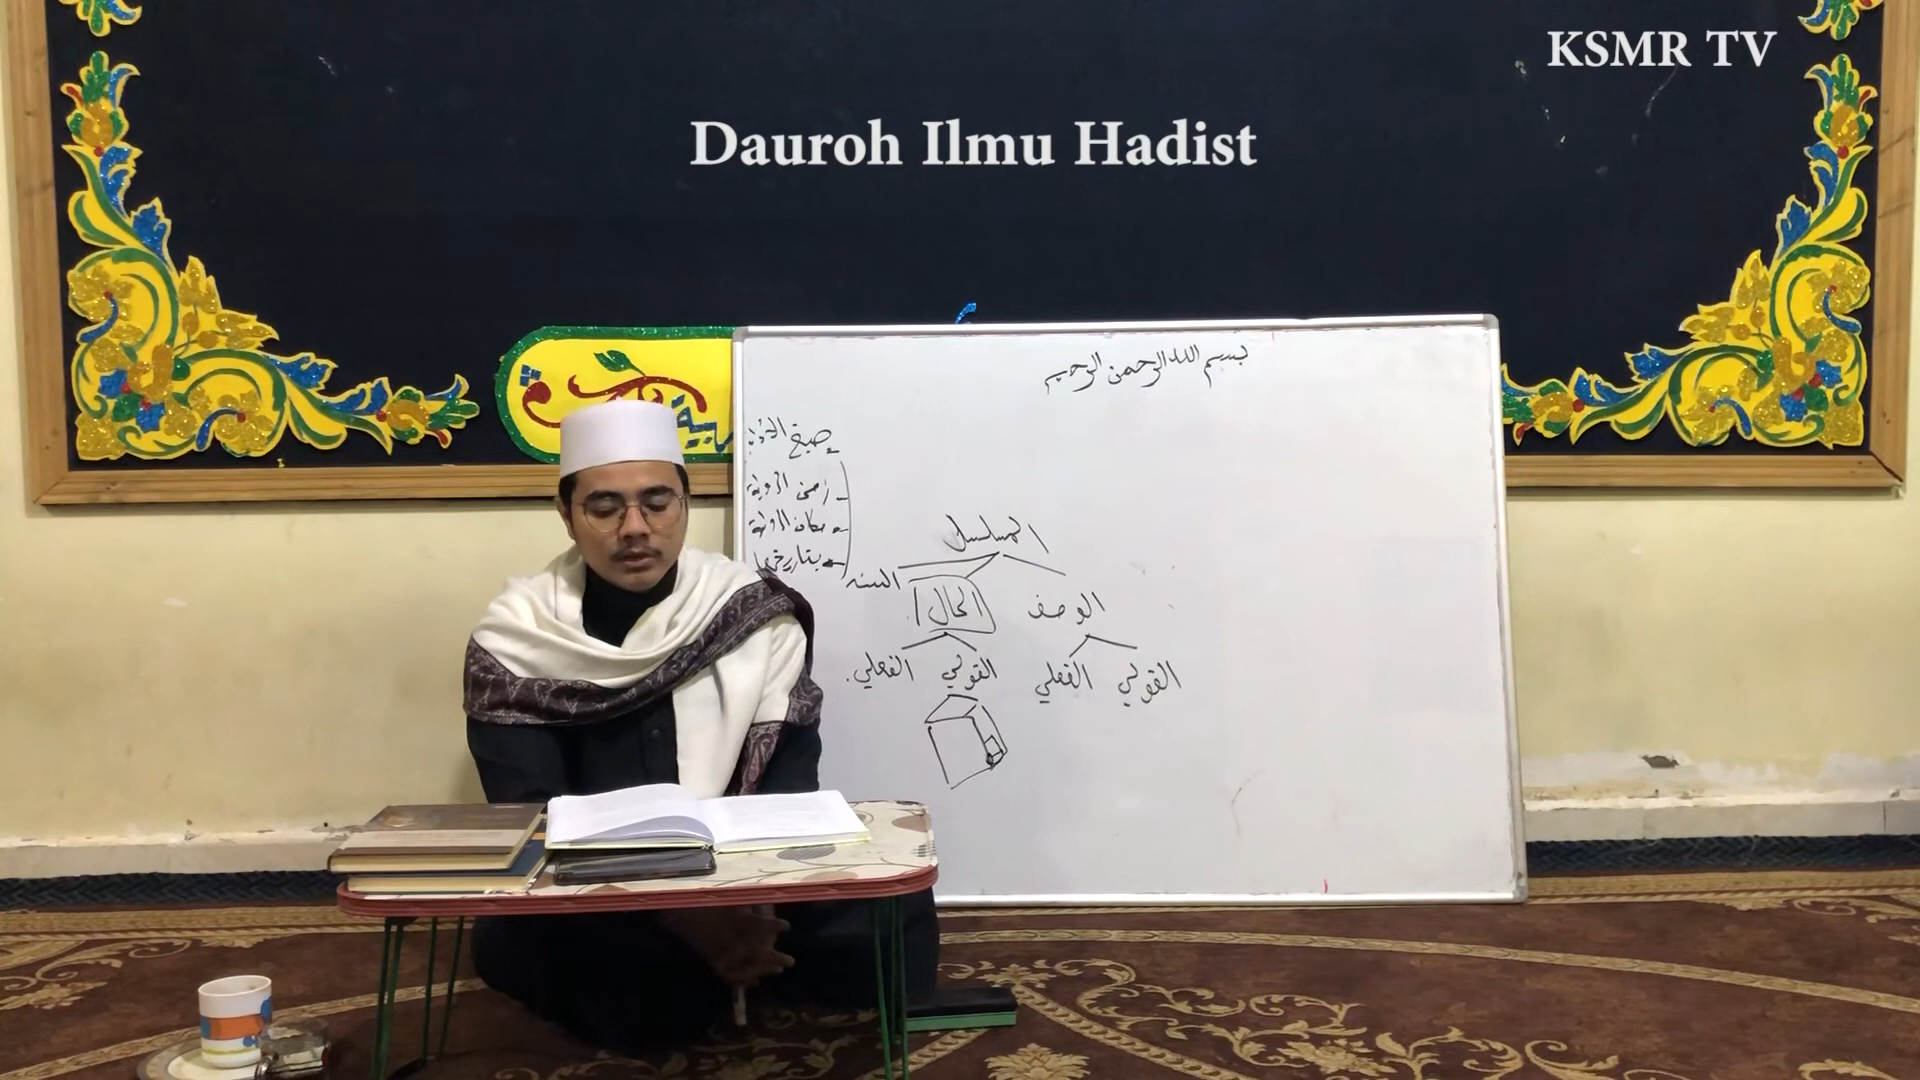 KSMR TV
Dauroh Ilmu Hadist
بسم الله الرحمن الرحيم
صيغ
زمن الرواية
مكان الرواية
بتاريخها
المسلسل
الوصف
الحال
السند
القولي
الفعلي
القولي
الفعلي